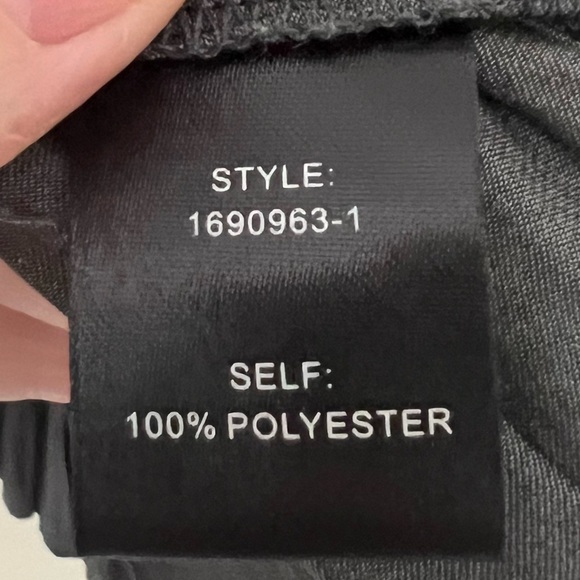 STYLE:
1690963-1
SELF:
100% POLYESTER